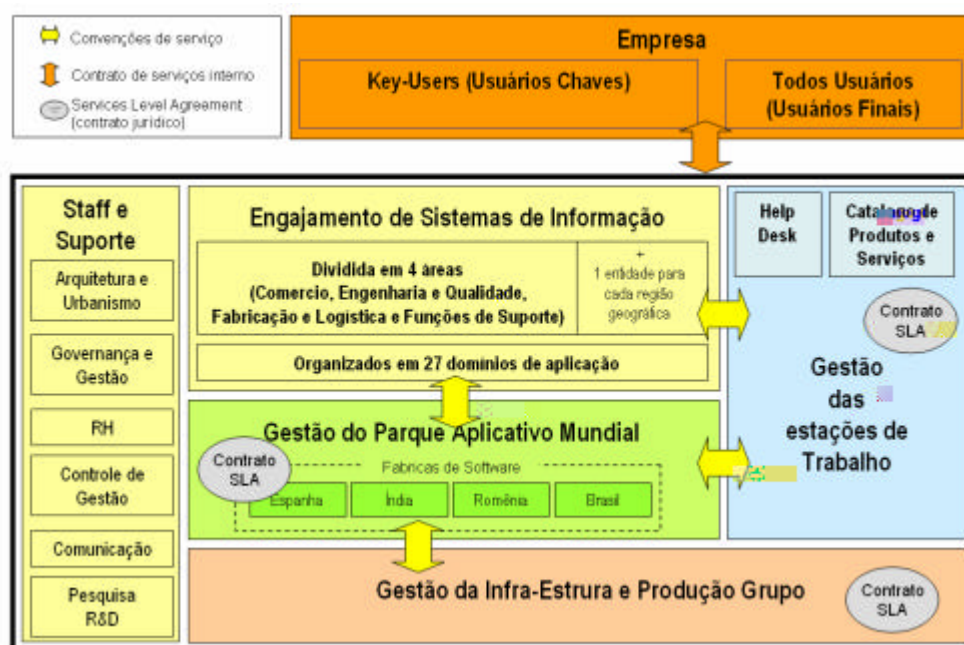 Convenções de serviço
Contrato de serviços interno
Services Level Agreement
(contrato jurídico)
Empresa
Key-Users (Usuários Chaves)
Todos Usuários
(Usuários Finais)
Staff e
Suporte
Arquitetura e
Urbanismo
Governança e
Gestão
RH
Controle de
Gestão
Comunicação
Pesquisa
R&D
Engajamento de Sistemas de Informação
Dividida em 4 áreas
(Comercio, Engenharia e Qualidade,
Fabricação e Logística e Funções de Suporte)
+
1 entidade para
cada região
geográfica
Organizados em 27 domínios de aplicação
Gestão do Parque Aplicativo Mundial
Contrato
SLA
Fabricas de Software
Espanha
Índia
Romênia
Brasil
Help
Desk
de
Produtos e
Serviços
Contrato
SLA
Gestão
das
estações de
Trabalho
Gestão da Infra-Estrura e Produção Grupo
Contrato
SLA